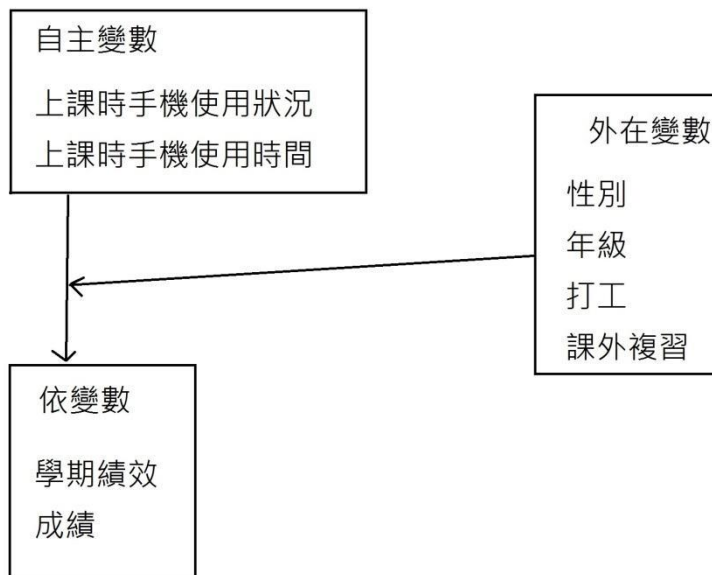 自主變數
上課時手機使用狀況
上課時手機使用時間
外在變數
性別
年級
打工
課外複習
依變數
學期績效
成績